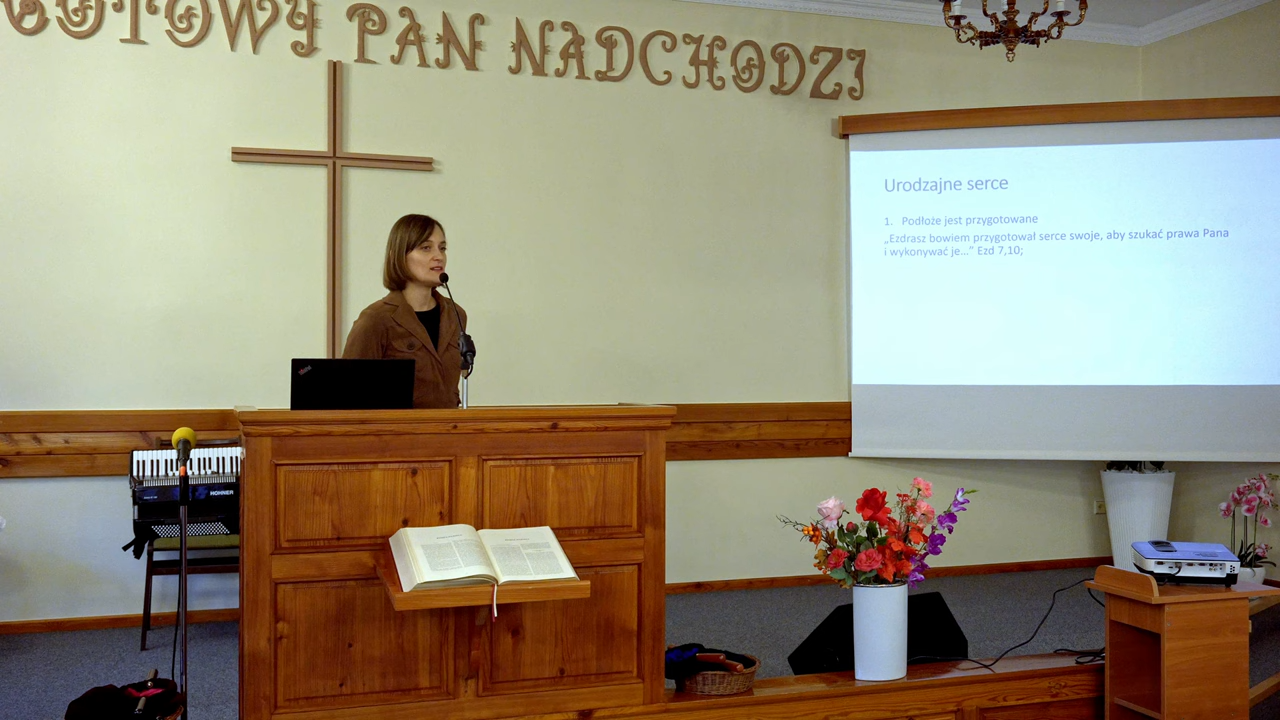 GOTOWY PAN NADCHODZI
Urodzajne serce
1. Podłoże jest przygotowane
„Ezdrasz bowiem przygotował serce swoje, aby szukać prawa Pana
i wykonywać je…" Ezd 7,10;
HOHNER